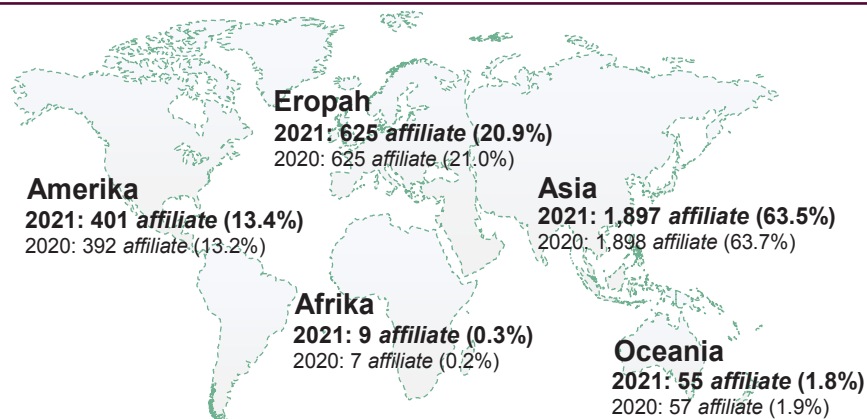 Eropah
2021: 625 affiliate (20.9%)
2020: 625 affiliate (21.0%)
Amerika
2021: 401 affiliate (13.4%)
2020: 392 affiliate (13.2%)
Asia
2021: 1,897 affiliate (63.5%)
2020: 1,898 affiliate (63.7%)
Afrika
2021: 9 affiliate (0.3%)
2020: 7 affiliate (0.2%)
Oceania
2021: 55 affiliate (1.8%)
2020: 57 affiliate (1.9%)